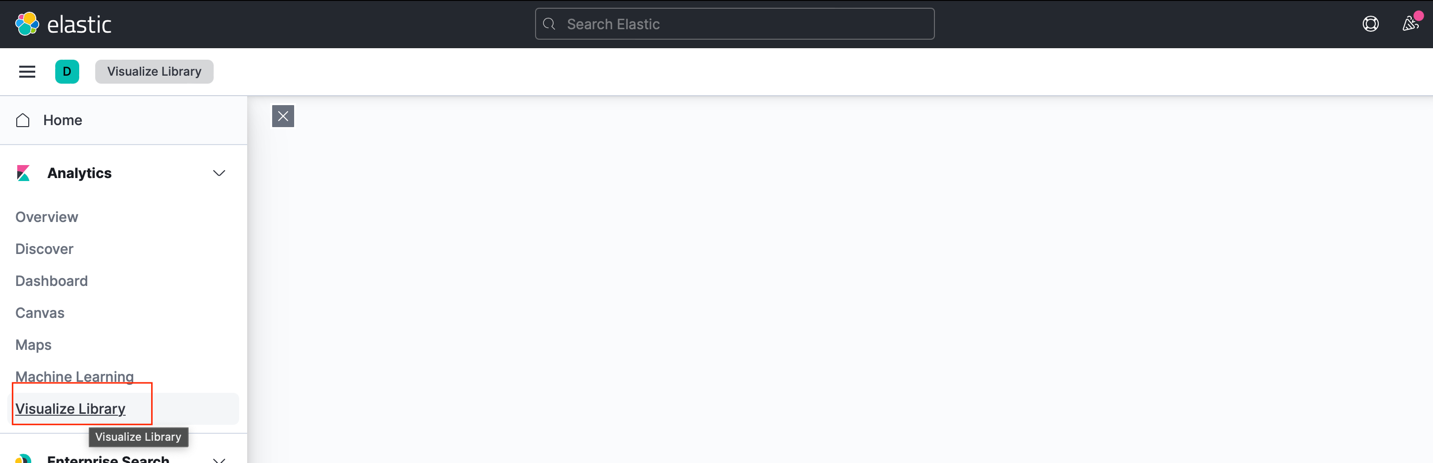 elastic
Search Elastic
D
Visualize Library
Home
Analytics
Overview
Discover
Dashboard
Canvas
Maps
Machine Learning
Visualize Library
Visualize Library
Enterprise Search